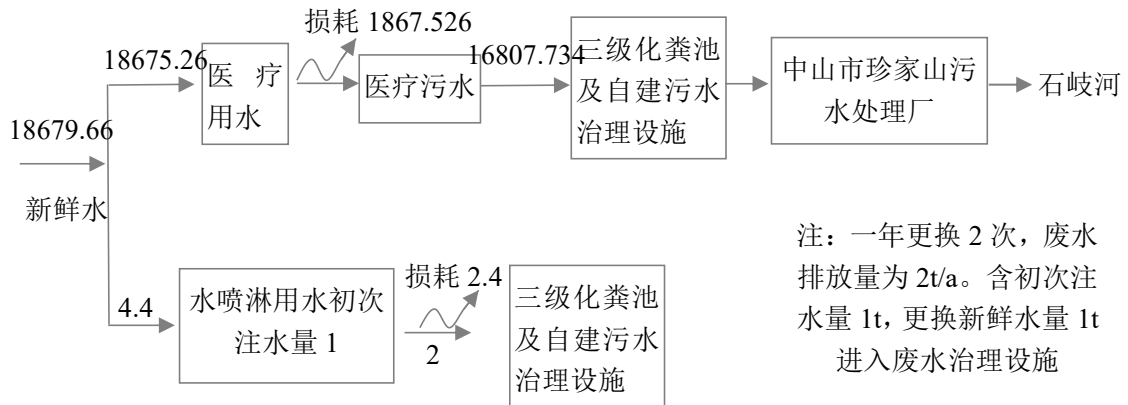 损耗 1867.526
18675.26
医 疗
用水
医疗污水
16807.734
三级化粪池
及自建污水
治理设施
中山市珍家山污
水处理厂
石岐河
18679.66
新鲜水
4.4
水喷淋用水初次
注水量 1
损耗 2.4
2
三级化粪池
及自建污水
治理设施
注：一年更换 2 次，废水
排放量为 2t/a。含初次注
水量 1t，更换新鲜水量 1t
进入废水治理设施